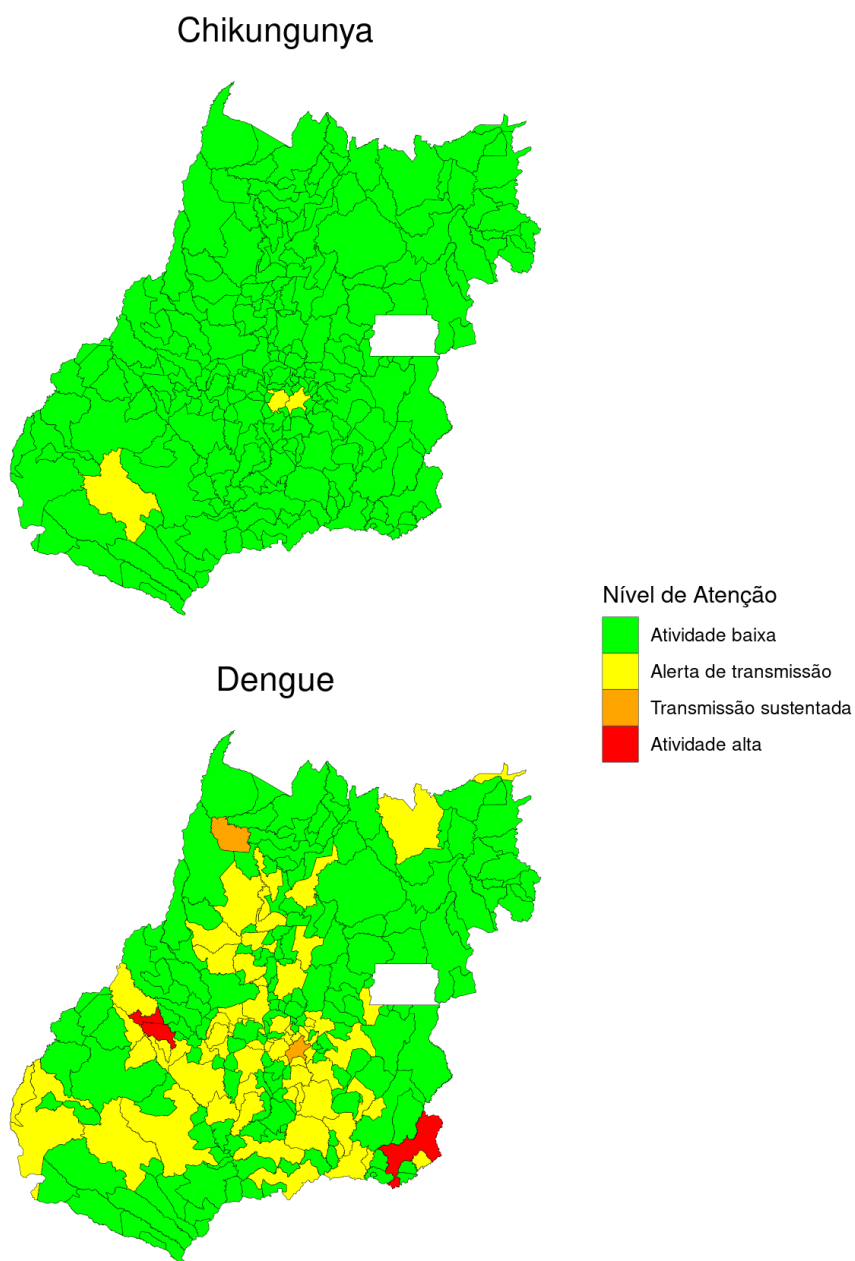 Chikungunya
Nível de Atenção
Atividade baixa
Alerta de transmissão
Transmissão sustentada
Atividade alta
Dengue